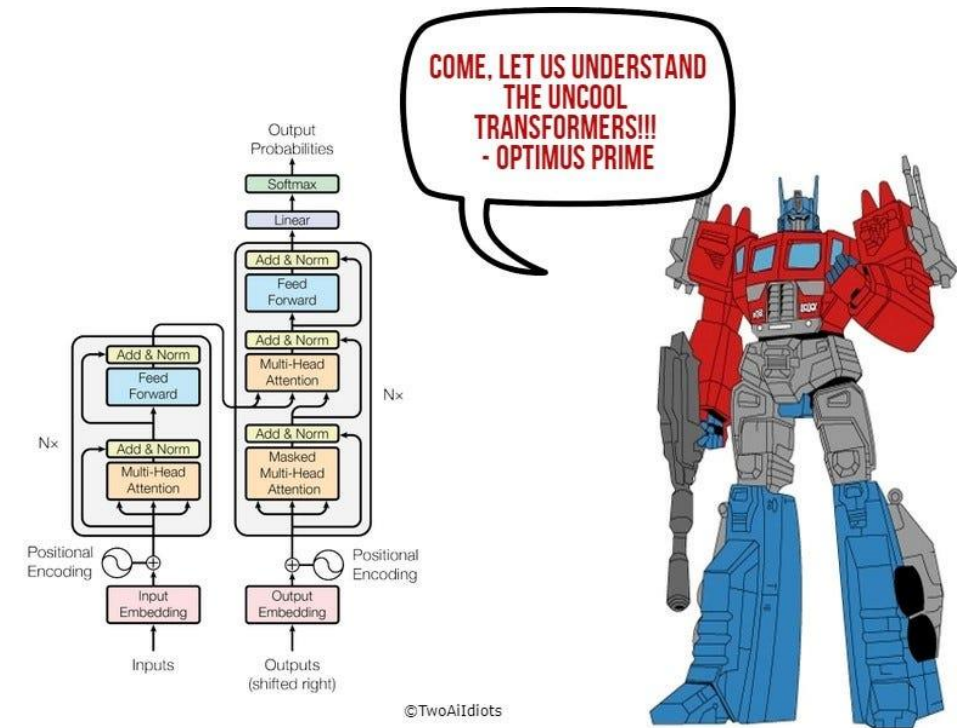 COME, LET US UNDERSTAND
THE UNCOOL
TRANSFORMERS!!!
- OPTIMUS PRIME
Output
Probabilities
Softmax
Linear
Add & Norm
Feed
Forward
Add & Norm
Multi-Head
Attention
Nx
Add & Norm
Masked
Multi-Head
Attention
Add & Norm
Feed
Forward
Nx
Add & Norm
Multi-Head
Attention
Positional
Encoding
Positional
Encoding
Input
Embedding
Output
Embedding
Inputs
Outputs
(shifted right)
©TwoAiIdiots